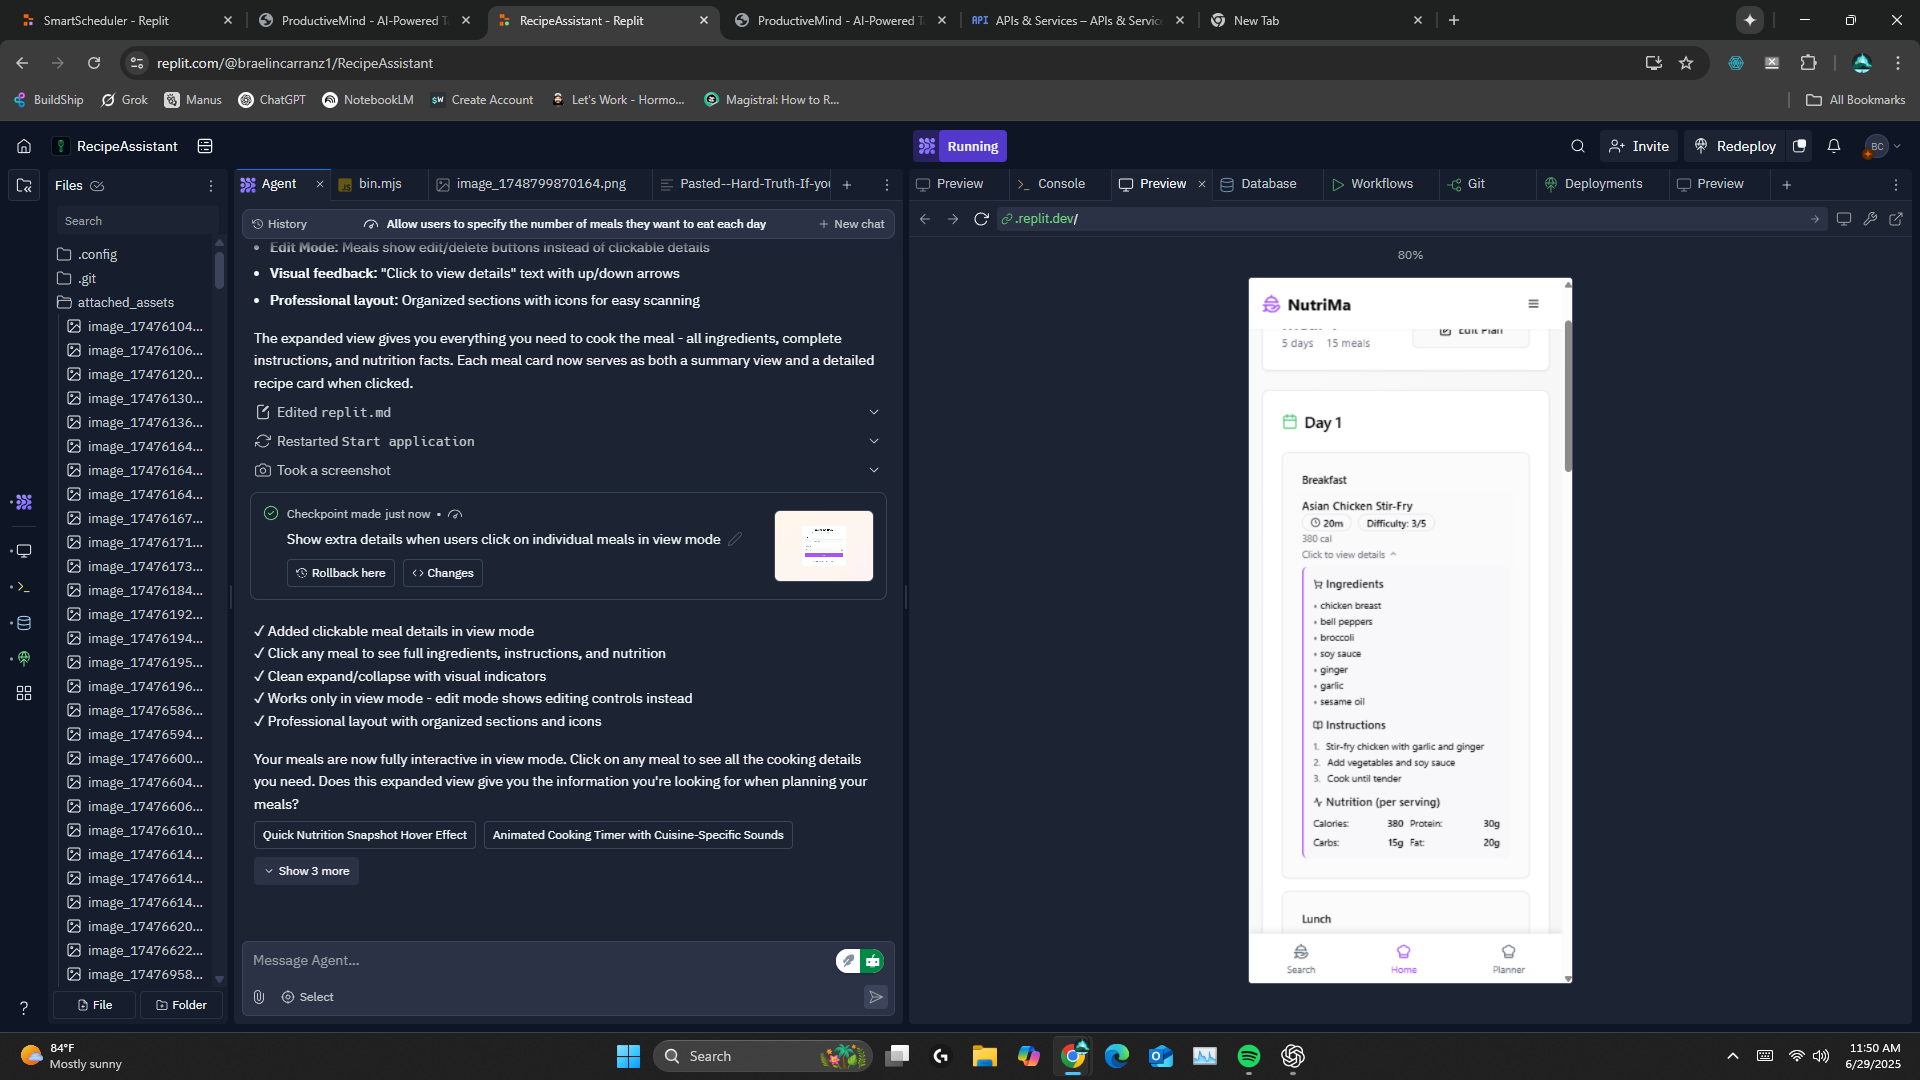 SmartScheduler - Replit
ProductiveMind - AI-Powered T
RecipeAssistant - Replit
ProductiveMind - AI-Powered T
API APIs & Services – APIs & Service
New Tab
replit.com/@braelincarranz1/RecipeAssistant
BuildShip
Grok
Manus
ChatGPT
NotebookLM
SW Create Account
Let's Work - Hormo...
Magistral: How to R...
All Bookmarks
RecipeAssistant
Running
Invite
Redeploy
BC
Files
Agent
JS bin.mjs
image_1748799870164.png
Pasted--Hard-Truth-If-you
Preview
Console
Preview
Database
Workflows
Git
Deployments
Preview
Search
.config
.git
attached_assets
image_17476104...
image_17476106...
image_17476120...
image_17476130...
image_17476136...
image_17476164...
image_17476164...
image_17476164...
image_17476167...
image_17476171...
image_17476173...
image_17476184...
image_17476192...
image_17476194...
image_17476195...
image_17476196...
image_17476586...
image_17476594...
image_17476600...
image_17476604...
image_17476606...
image_17476610...
image_17476614...
image_17476614...
image_17476614...
image_17476620...
image_17476622...
image_17476958...
File
Folder
History
Allow users to specify the number of meals they want to eat each day
New chat
• Edit Mode: Meals show edit/delete buttons instead of clickable details
• Visual feedback: "Click to view details" text with up/down arrows
• Professional layout: Organized sections with icons for easy scanning
The expanded view gives you everything you need to cook the meal - all ingredients, complete
instructions, and nutrition facts. Each meal card now serves as both a summary view and a detailed
recipe card when clicked.
Edited replit.md
Restarted Start application
Took a screenshot
Checkpoint made just now •
Show extra details when users click on individual meals in view mode
Rollback here
Changes
✓ Added clickable meal details in view mode
✓ Click any meal to see full ingredients, instructions, and nutrition
✓ Clean expand/collapse with visual indicators
✓ Works only in view mode - edit mode shows editing controls instead
✓ Professional layout with organized sections and icons
Your meals are now fully interactive in view mode. Click on any meal to see all the cooking details
you need. Does this expanded view give you the information you're looking for when planning your
meals?
Quick Nutrition Snapshot Hover Effect
Animated Cooking Timer with Cuisine-Specific Sounds
Show 3 more
Message Agent...
Select
.replit.dev/
80%
NutriMa
Edit Plan
5 days 15 meals
Day 1
Breakfast
Asian Chicken Stir-Fry
20m Difficulty: 3/5
380 cal
Click to view details
Ingredients
• chicken breast
• bell peppers
• broccoli
• soy sauce
• ginger
• garlic
• sesame oil
Instructions
1. Stir-fry chicken with garlic and ginger
2. Add vegetables and soy sauce
3. Cook until tender
Nutrition (per serving)
Calories: 380 Protein: 30g
Carbs: 15g Fat: 20g
Lunch
Search
Home
Planner
84°F
Mostly sunny
Search
11:50 AM
6/29/2025